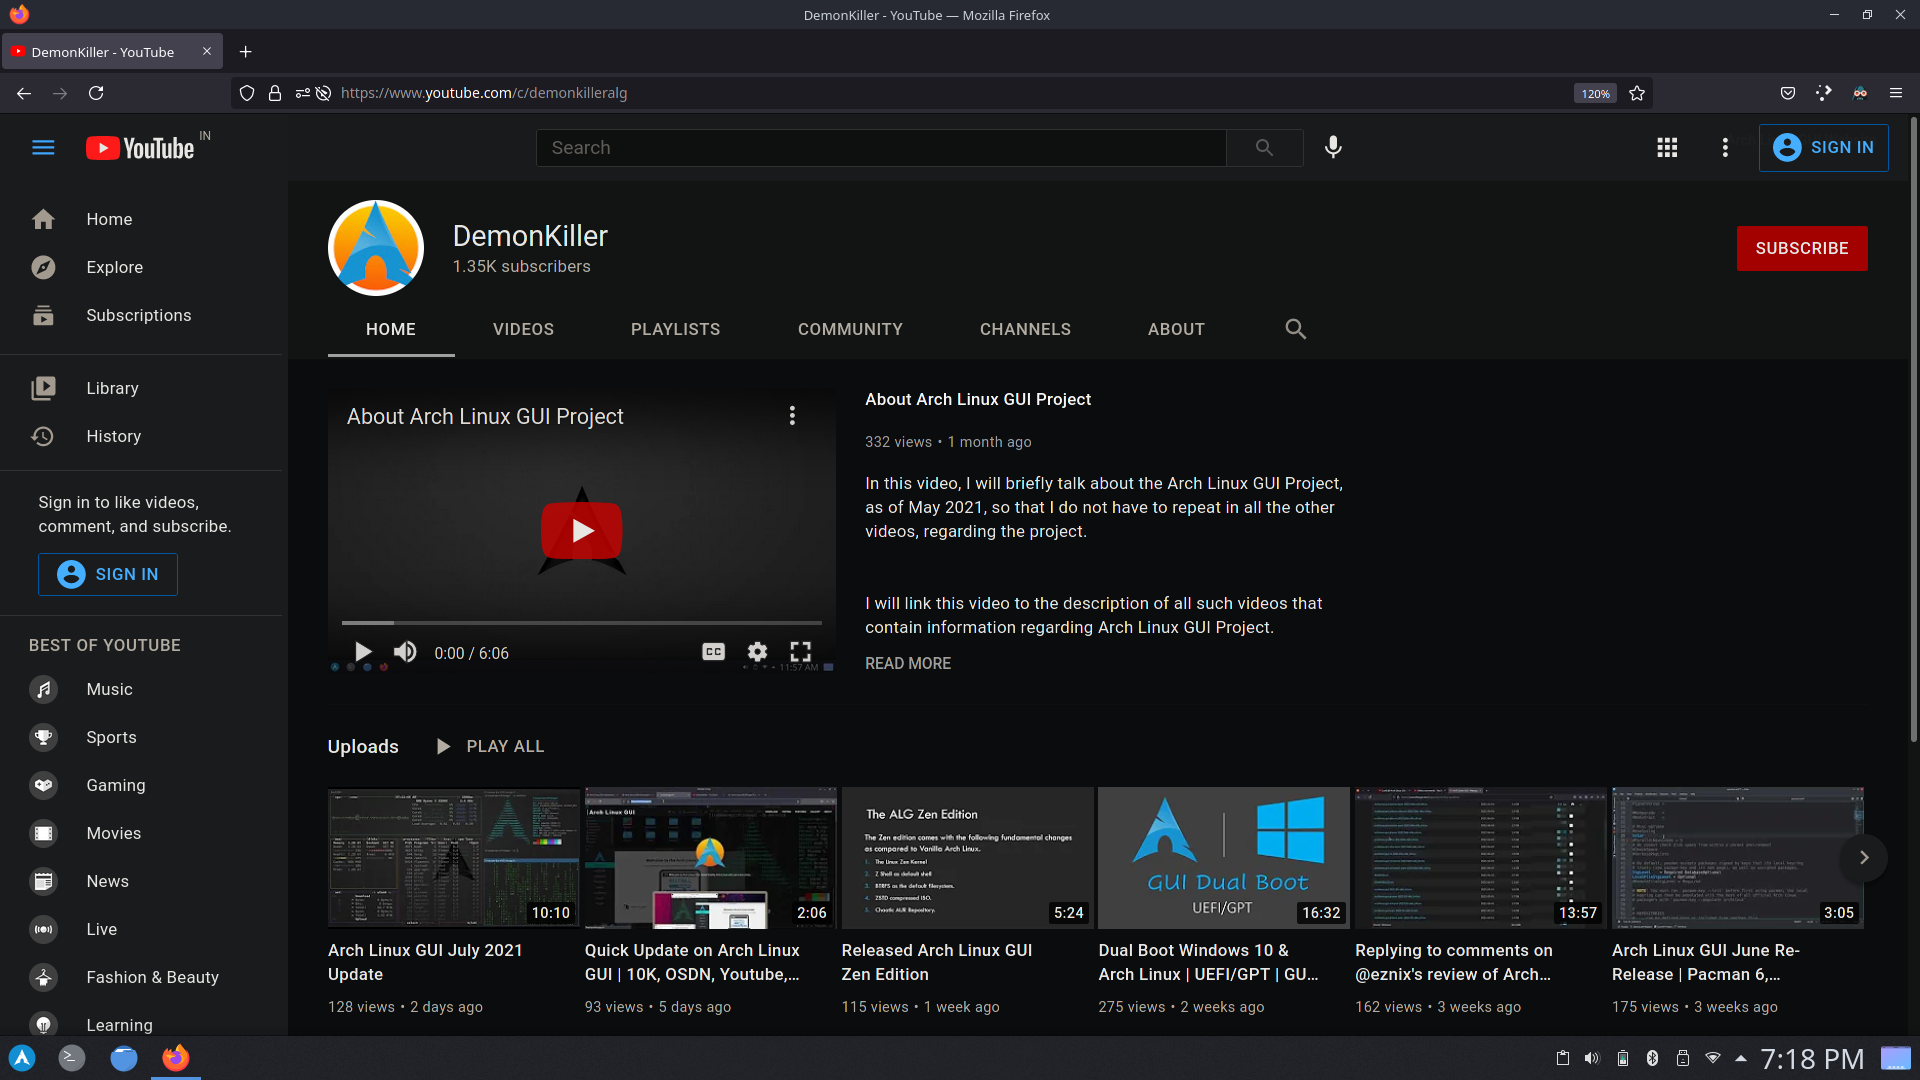 DemonKiller - YouTube — Mozilla Firefox
DemonKiller - YouTube
https://www.youtube.com/c/demonkilleralg
120%
YouTube IN
Search
SIGN IN
Home
Explore
Subscriptions
Library
History
Sign in to like videos,
comment, and subscribe.
SIGN IN
BEST OF YOUTUBE
Music
Sports
Gaming
Movies
News
Live
Fashion & Beauty
Learning
DemonKiller
1.35K subscribers
SUBSCRIBE
HOME VIDEOS PLAYLISTS COMMUNITY CHANNELS ABOUT
About Arch Linux GUI Project
0:00 / 6:06
CC
11:57 AM
About Arch Linux GUI Project
332 views • 1 month ago
In this video, I will briefly talk about the Arch Linux GUI Project,
as of May 2021, so that I do not have to repeat in all the other
videos, regarding the project.
I will link this video to the description of all such videos that
contain information regarding Arch Linux GUI Project.
READ MORE
Uploads PLAY ALL
10:10
Arch Linux GUI July 2021
Update
128 views • 2 days ago
Arch Linux GUI
2:06
Quick Update on Arch Linux
GUI | 10K, OSDN, Youtube,...
93 views • 5 days ago
The ALG Zen Edition
The Zen edition comes with the following fundamental changes
as compared to Vanilla Arch Linux.
1. The Linux Zen Kernel
2. Z Shell as default shell
3. BTRFS as the default filesystem.
4. ZSTD compressed ISO.
5. Chaotic AUR Repository.
5:24
Released Arch Linux GUI
Zen Edition
115 views • 1 week ago
GUI Dual Boot
UEFI/GPT
16:32
Dual Boot Windows 10 &
Arch Linux | UEFI/GPT | GU...
275 views • 2 weeks ago
13:57
Replying to comments on
@eznix's review of Arch...
162 views • 3 weeks ago
3:05
Arch Linux GUI June Re-
Release | Pacman 6,...
175 views • 3 weeks ago
7:18 PM